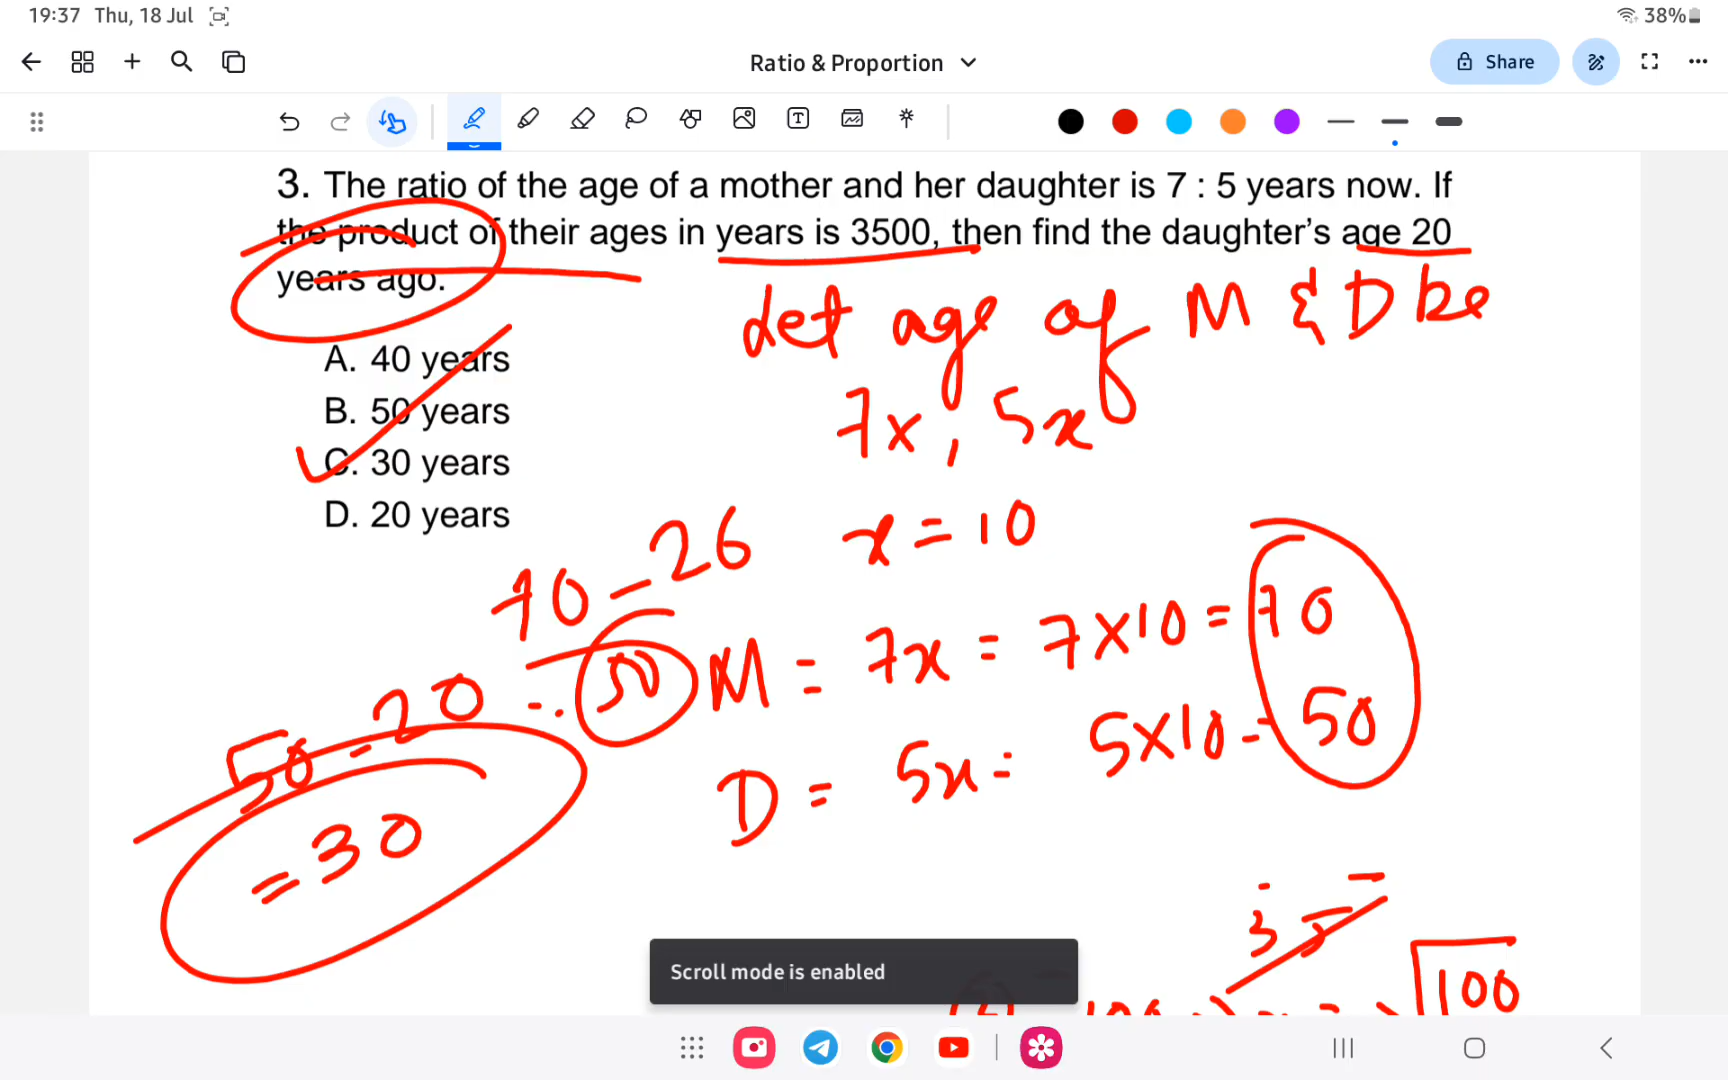 19:37 Thu, 18 Jul 38%
Ratio & Proportion
Share
3. The ratio of the age of a mother and her daughter is 7 : 5 years now. If
the product of their ages in years is 3500, then find the daughter's age 20
years ago.
Let age of M & D be
A. 40 years
7x, 5x
B. 50 years
C. 30 years
D. 20 years
x = 10
70 - 20
= 50
M = 7x = 7×10 = 70
50 - 20
D = 5x = 5×10 = 50
= 30
35
Scroll mode is enabled
100